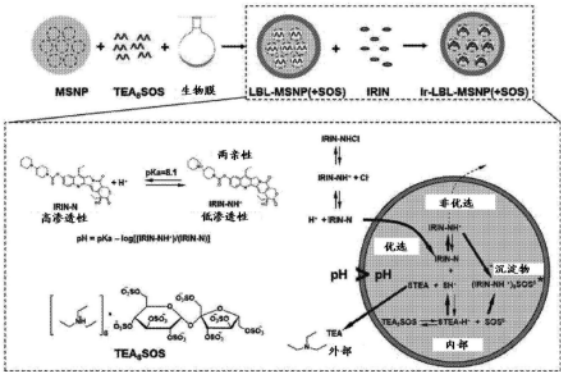 MSNP
TEA₈SOS
生物膜
LBL-MSNP(+SOS)
IRIN
Ir-LBL-MSNP(+SOS)
两亲性
+ H⁺
pKa=8.1
IRIN-N
高渗透性
IRIN-NH⁺
低渗透性
pH = pKa – log[(IRIN-NH⁺)/(IRIN-N)]
TEA₈SOS
IRIN-NHCl
IRIN-NH⁺ + Cl⁻
H⁺ + IRIN-N
优选
非优选
IRIN-NH⁺
IRIN-N
+
沉淀物
pH > pH
8TEA + 8H⁺
(IRIN-NH⁺)₈SOS⁸⁻
TEA
外部
TEA₈SOS
8TEA-H⁺ + SOS⁸⁻
内部